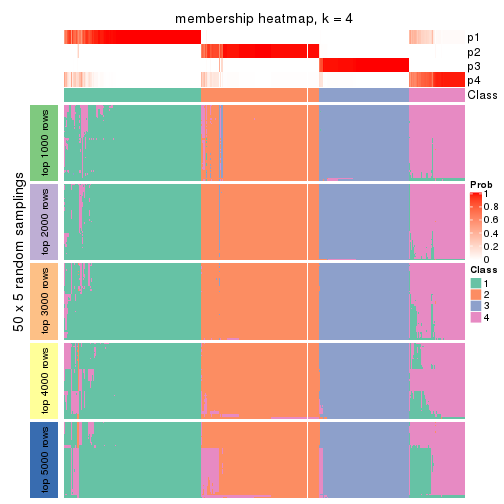 membership heatmap, k = 4
p1
p2
p3
p4
Class
50 x 5 random samplings
top 1000 rows
top 2000 rows
top 3000 rows
top 4000 rows
top 5000 rows
Prob
1
0.8
0.6
0.4
0.2
0
Class
1
2
3
4